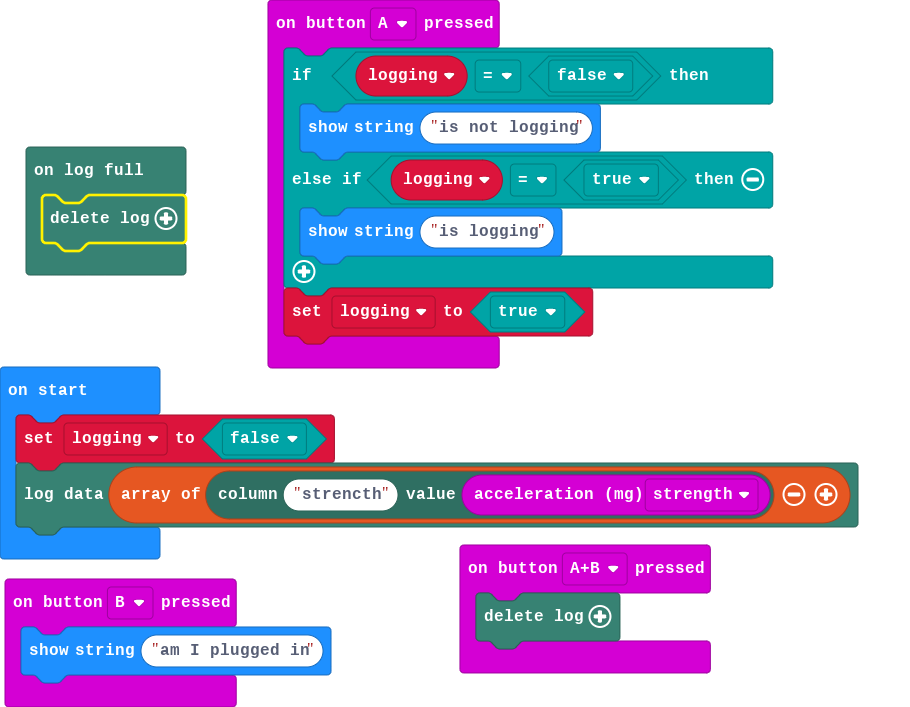 on button A pressed
if logging = false then
show string "is not logging"
else if logging = true then
show string "is logging"
set logging to true
on log full
delete log
on start
set logging to false
log data array of column "strencth" value acceleration (mg) strength
on button B pressed
show string "am I plugged in"
on button A+B pressed
delete log